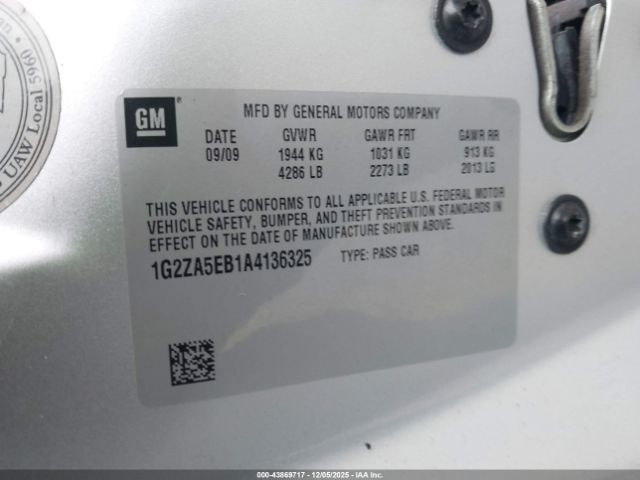 UAW Local 5960
GM
MFD BY GENERAL MOTORS COMPANY
DATE GVWR GAWR FRT GAWR RR
09/09 1944 KG 1031 KG 913 KG
4286 LB 2273 LB 2013 LB
THIS VEHICLE CONFORMS TO ALL APPLICABLE U.S. FEDERAL MOTOR
VEHICLE SAFETY, BUMPER, AND THEFT PREVENTION STANDARDS IN
EFFECT ON THE DATE OF MANUFACTURE SHOWN ABOVE.
1G2ZA5EB1A4136325 TYPE: PASS CAR
000-43869717 - 12/05/2025 - IAAI.COM